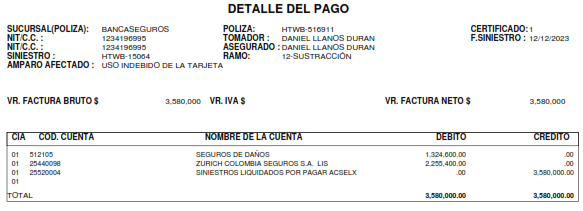 DETALLE DEL PAGO
SUCURSAL(POLIZA): BANCASEGUROS POLIZA: HTWB-516911 CERTIFICADO: 1
NIT/C.C. : 1234196995 TOMADOR : DANIEL LLANOS DURAN F.SINIESTRO : 12/12/2023
NIT/C.C. : 1234196995 ASEGURADO : DANIEL LLANOS DURAN
SINIESTRO : HTWB-15064 RAMO: 12-SUSTRACCIÓN
AMPARO AFECTADO : USO INDEBIDO DE LA TARJETA
VR. FACTURA BRUTO $ 3,580,000 VR. IVA $ VR. FACTURA NETO $ 3,580,000
CIA COD. CUENTA NOMBRE DE LA CUENTA DEBITO CREDITO
01 512105 SEGUROS DE DAÑOS 1,324,600.00 .00
01 25440098 ZURICH COLOMBIA SEGUROS S.A. LIS 2,255,400.00 .00
01 25520004 SINIESTROS LIQUIDADOS POR PAGAR ACSELX .00 3,580,000.00
01
TOTAL 3,580,000.00 3,580,000.00